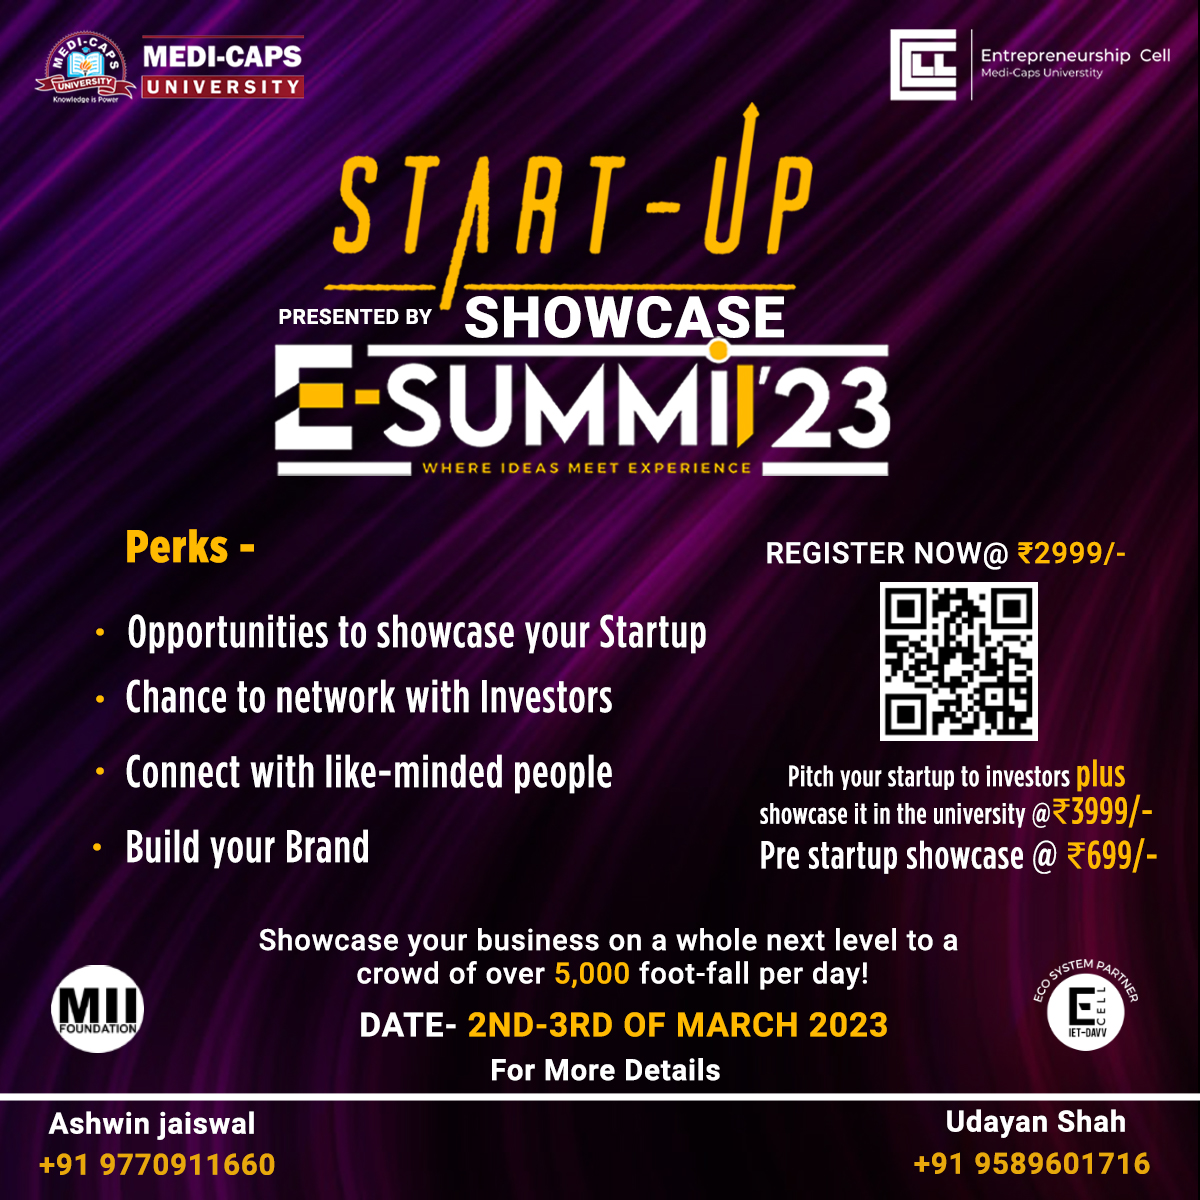 MEDI-CAPS
UNIVERSITY
Knowledge is Power
MEDI-CAPS
UNIVERSITY
Entrepreneurship Cell
Medi-Caps Universtity
START-UP
PRESENTED BY SHOWCASE
E-SUMMiT'23
WHERE IDEAS MEET EXPERIENCE
Perks -
• Opportunities to showcase your Startup
• Chance to network with Investors
• Connect with like-minded people
• Build your Brand
REGISTER NOW@ ₹2999/-
Pitch your startup to investors plus
showcase it in the university @₹3999/-
Pre startup showcase @ ₹699/-
Showcase your business on a whole next level to a
crowd of over 5,000 foot-fall per day!
DATE- 2ND-3RD OF MARCH 2023
For More Details
MII
FOUNDATION
ECO SYSTEM PARTNER
E CELL
IET-DAVV
Ashwin jaiswal
+91 9770911660
Udayan Shah
+91 9589601716